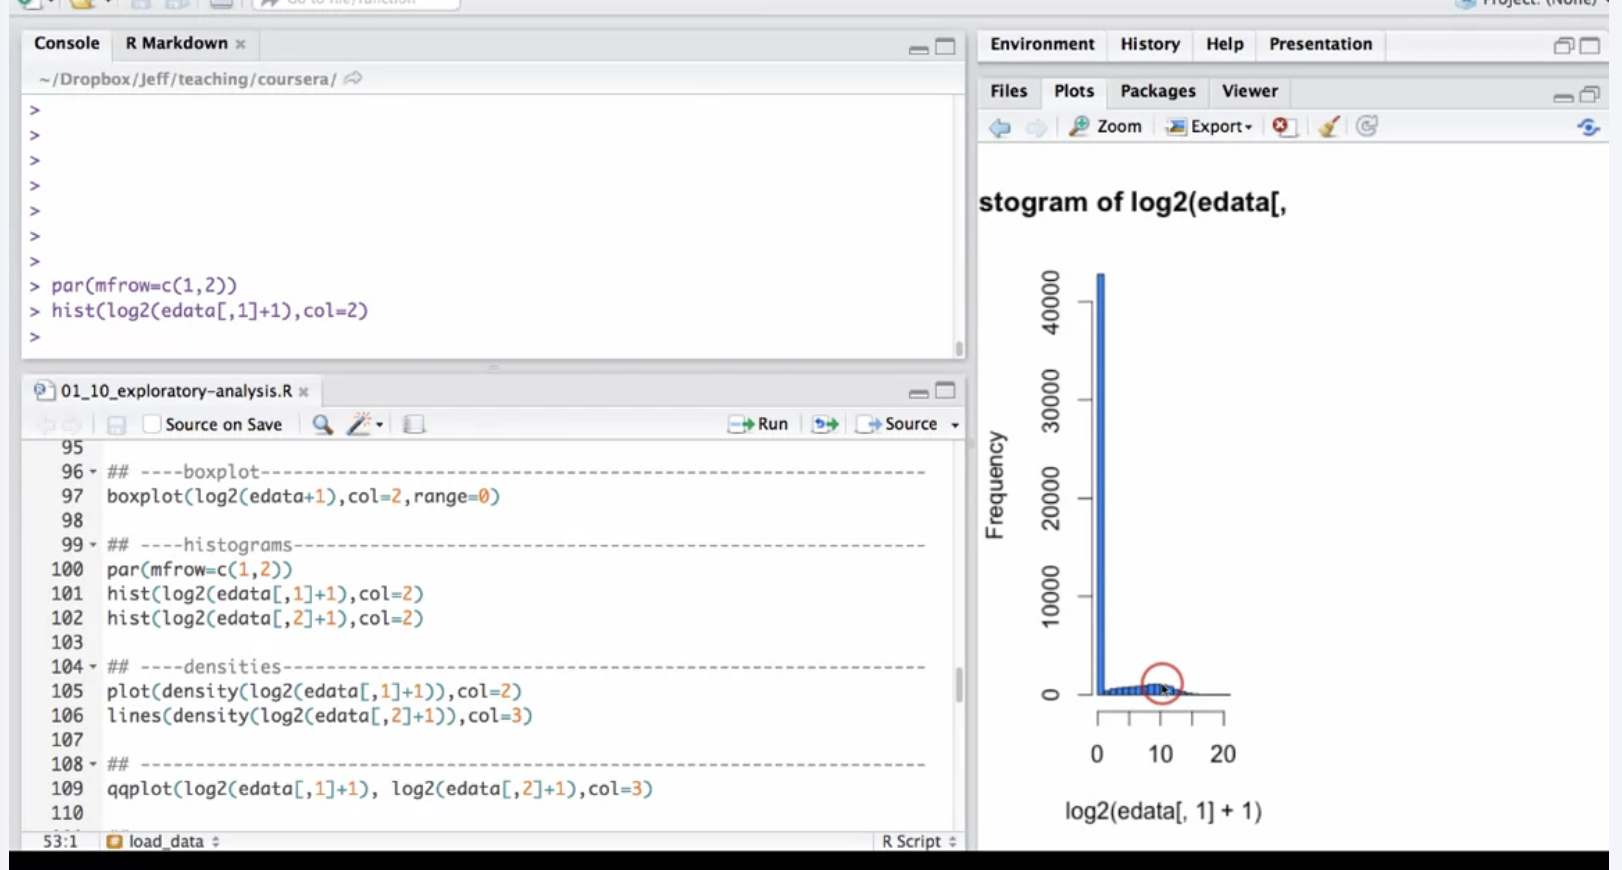 Go to file/function
Project: (None)
Console R Markdown
~/Dropbox/Jeff/teaching/coursera/
>
>
>
>
>
>
>
> par(mfrow=c(1,2))
> hist(log2(edata[,1]+1),col=2)
>
01_10_exploratory-analysis.R
Source on Save Run Source
95
96 ## ----boxplot------------------------------------------------------------------------------
97 boxplot(log2(edata+1),col=2,range=0)
98
99 ## ----histograms---------------------------------------------------------------------------
100 par(mfrow=c(1,2))
101 hist(log2(edata[,1]+1),col=2)
102 hist(log2(edata[,2]+1),col=2)
103
104 ## ----densities----------------------------------------------------------------------------
105 plot(density(log2(edata[,1]+1)),col=2)
106 lines(density(log2(edata[,2]+1)),col=3)
107
108 ## -----------------------------------------------------------------------------------------
109 qqplot(log2(edata[,1]+1), log2(edata[,2]+1),col=3)
110
53:1 load_data R Script
Environment History Help Presentation
Files Plots Packages Viewer
Zoom Export
stogram of log2(edata[,
Frequency
40000
30000
20000
10000
0
0 10 20
log2(edata[, 1] + 1)